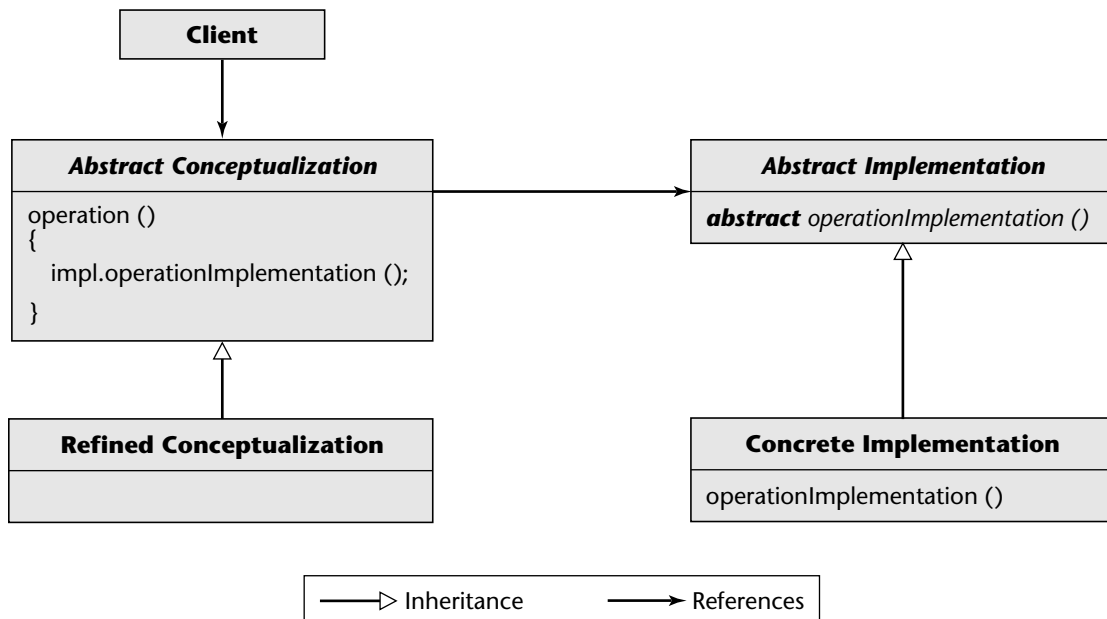 Client
Abstract Conceptualization
operation ()
{
impl.operationImplementation ();
}
Refined Conceptualization
Abstract Implementation
abstract operationImplementation ()
Concrete Implementation
operationImplementation ()
Inheritance
References